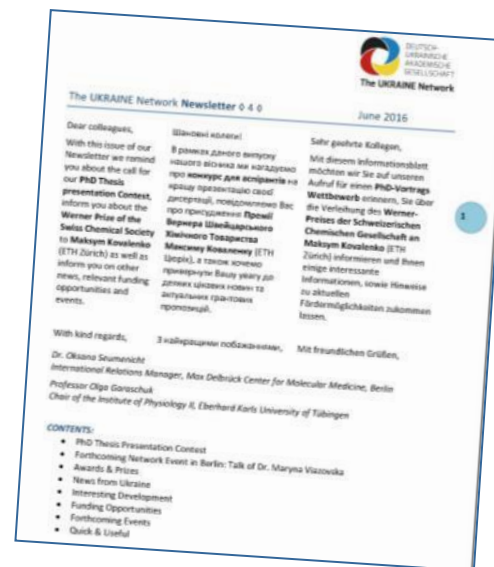 DEUTSCH-
UKRAINISCHE
AKADEMISCHE
GESELLSCHAFT
The UKRAINE Network
The UKRAINE Network Newsletter ◊ 4 ◊
June 2016
Dear colleagues,
With this issue of our
Newsletter we remind
you about the call for
our PhD Thesis
presentation Contest,
inform you about the
Werner Prize of the
Swiss Chemical Society
to Maksym Kovalenko
(ETH Zürich) as well as
inform you on other
news, relevant funding
opportunities and
events.
Шановні колеги!
В рамках даного випуску
нашого вісника ми нагадуємо
про конкурс для аспірантів на
кращу презентацію своєї
дисертації, повідомляємо Вас
про присудження Премії
Вернера Швейцарського
Хімічного Товариства
Максиму Коваленку (ETH
Цюріх), а також хочемо
привернути Вашу увагу до
деяких цікавих новин та
актуальних грантових
пропозицій.
Sehr geehrte Kollegen,
Mit diesem Informationsblatt
möchten wir Sie auf unseren
Aufruf für einen PhD-Vortrags
Wettbewerb erinnern, Sie über
die Verleihung des Werner-
Preises der Schweizerischen
Chemischen Gesellschaft an
Maksym Kovalenko (ETH
Zürich) informieren und Ihnen
einige interessante
Informationen, sowie Hinweise
zu aktuellen
Fördermöglichkeiten zukommen
lassen.
1
With kind regards,
З найкращими побажаннями,
Mit freundlichen Grüßen,
Dr. Oksana Seumenicht
International Relations Manager, Max Delbrück Center for Molecular Medicine, Berlin
Professor Olga Garaschuk
Chair of the Institute of Physiology II, Eberhard Karls University of Tübingen
CONTENTS:
• PhD Thesis Presentation Contest
• Forthcoming Network Event in Berlin: Talk of Dr. Maryna Viazovska
• Awards & Prizes
• News from Ukraine
• Interesting Development
• Funding Opportunities
• Forthcoming Events
• Quick & Useful